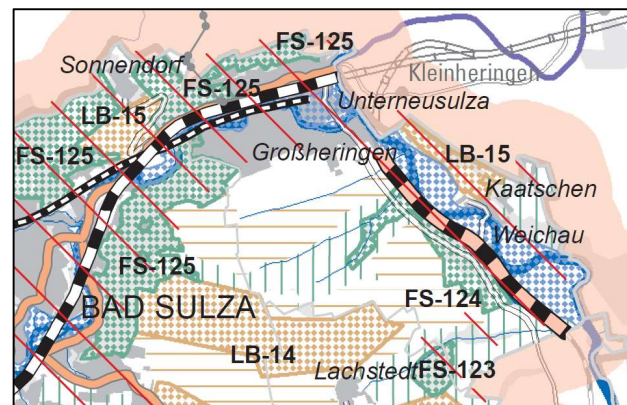 FS-125
Sonnendorf
Kleinheringen
FS-125
Unterneusulza
LB-15
Großheringen
LB-15
FS-125
Kaatschen
Weichau
FS-125
FS-124
BAD SULZA
LB-14
Lachstedt
FS-123